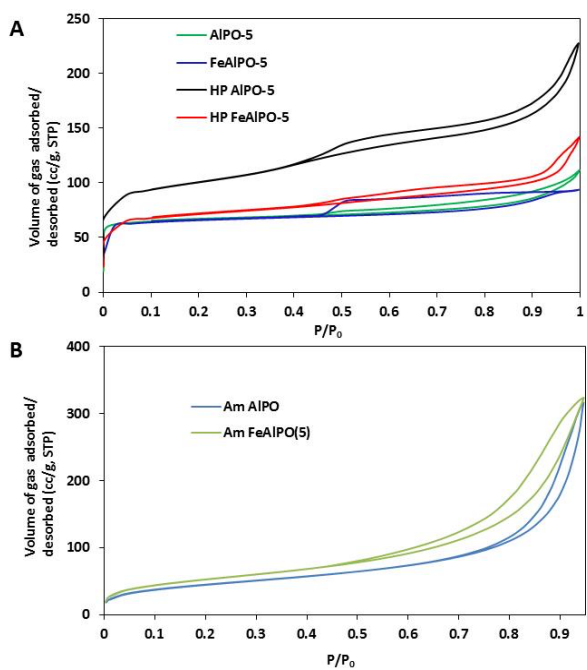 A
AlPO-5
FeAlPO-5
HP AlPO-5
HP FeAlPO-5
Volume of gas adsorbed/
desorbed (cc/g, STP)
250
200
150
100
50
0
0 0.1 0.2 0.3 0.4 0.5 0.6 0.7 0.8 0.9 1
P/P0
B
Am AlPO
Am FeAlPO(5)
Volume of gas adsorbed/
desorbed (cc/g, STP)
400
300
200
100
0
0 0.1 0.2 0.3 0.4 0.5 0.6 0.7 0.8 0.9
P/P0